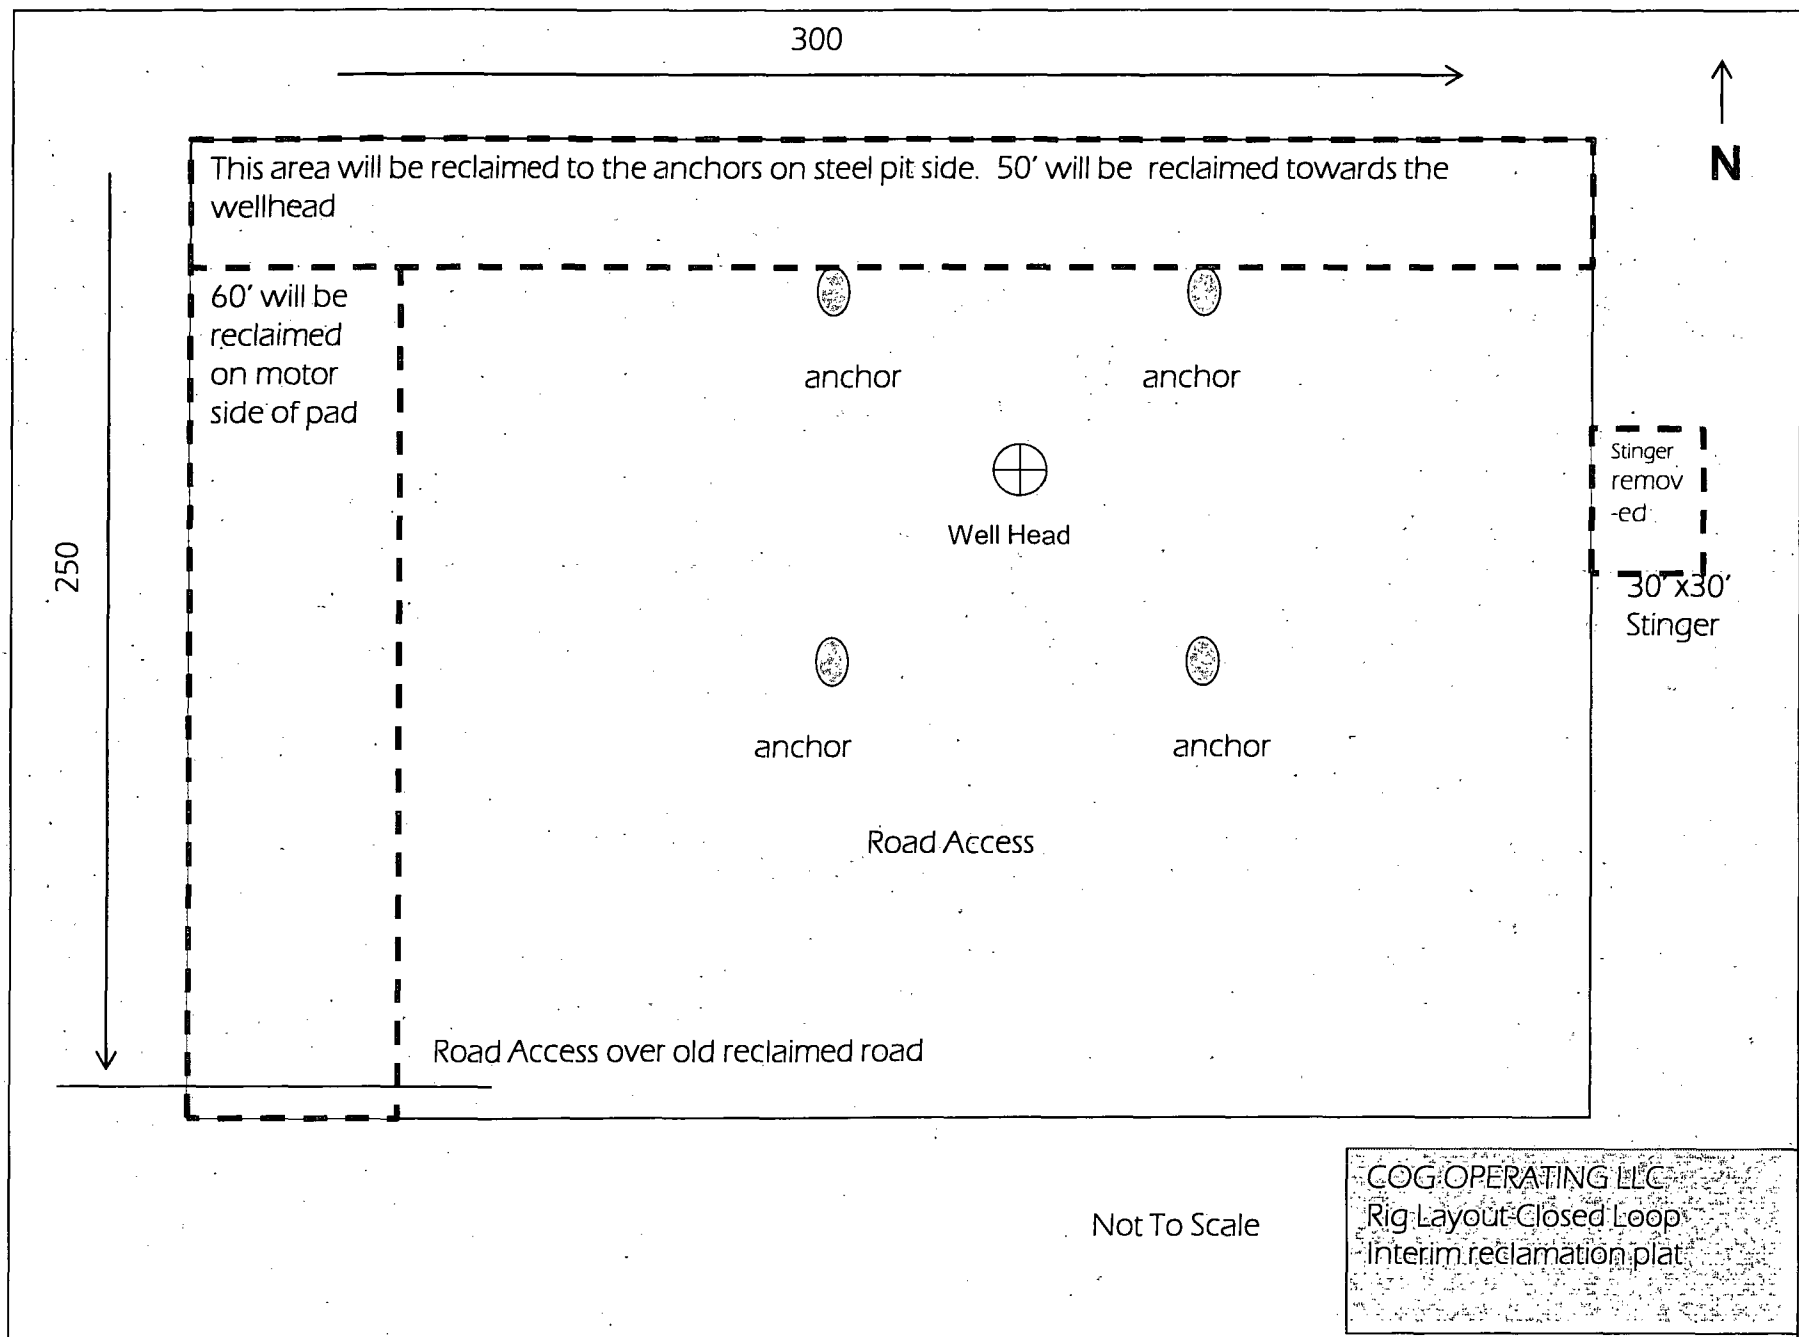 300
N
This area will be reclaimed to the anchors on steel pit side. 50' will be reclaimed towards the
wellhead
60' will be
reclaimed
on motor
side of pad
anchor
anchor
Stinger
remov
-ed
Well Head
250
30'x30'
Stinger
anchor
anchor
Road Access
Road Access over old reclaimed road
COG OPERATING LLC
Rig Layout Closed Loop
Interim reclamation plat
Not To Scale